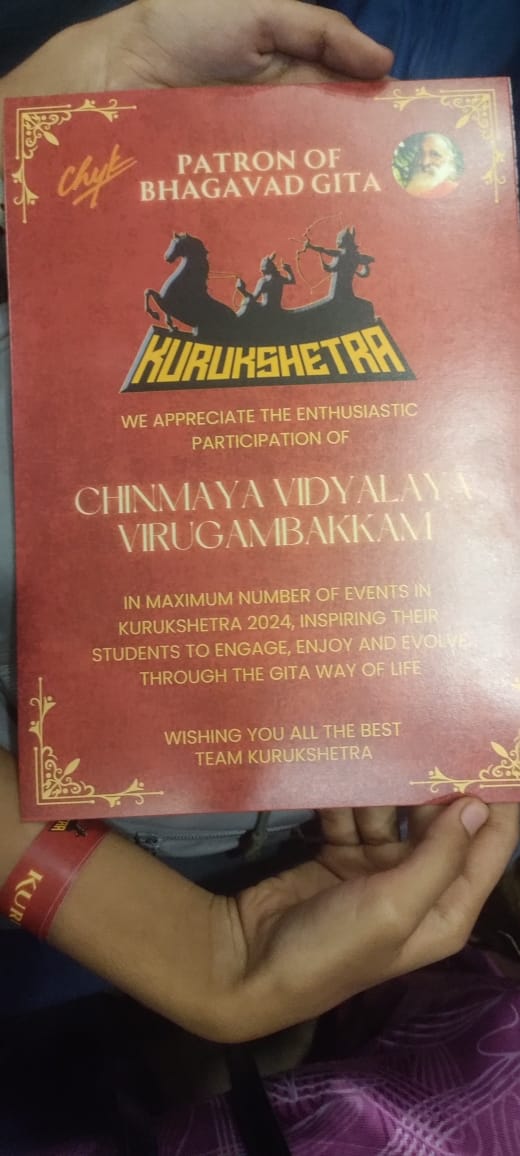 Chyk
PATRON OF
BHAGAVAD GITA
KURUKSHETRA
WE APPRECIATE THE ENTHUSIASTIC
PARTICIPATION OF
CHINMAYA VIDYALAYA
VIRUGAMBAKKAM
IN MAXIMUM NUMBER OF EVENTS IN
KURUKSHETRA 2024, INSPIRING THEIR
STUDENTS TO ENGAGE, ENJOY AND EVOLVE
THROUGH THE GITA WAY OF LIFE
WISHING YOU ALL THE BEST
TEAM KURUKSHETRA
KUR